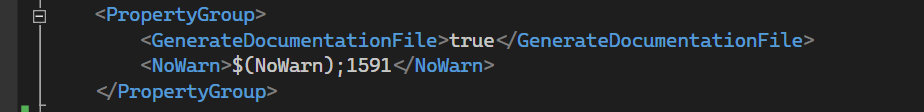 <PropertyGroup>
<GenerateDocumentationFile>true</GenerateDocumentationFile>
<NoWarn>$(NoWarn);1591</NoWarn>
</PropertyGroup>